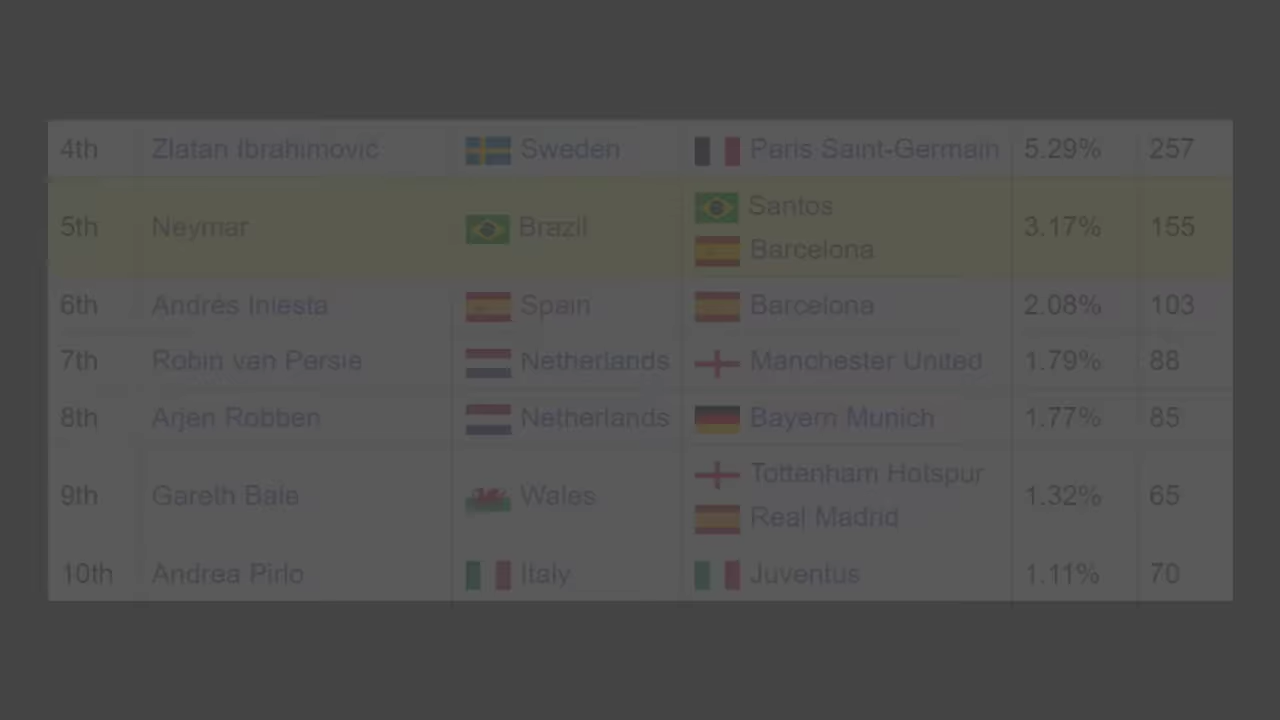 4th Zlatan Ibrahimović Sweden Paris Saint-Germain 5.29% 257
5th Neymar Brazil Santos Barcelona 3.17% 155
6th Andrés Iniesta Spain Barcelona 2.08% 103
7th Robin van Persie Netherlands Manchester United 1.79% 88
8th Arjen Robben Netherlands Bayern Munich 1.77% 85
9th Gareth Bale Wales Tottenham Hotspur Real Madrid 1.32% 65
10th Andrea Pirlo Italy Juventus 1.11% 70